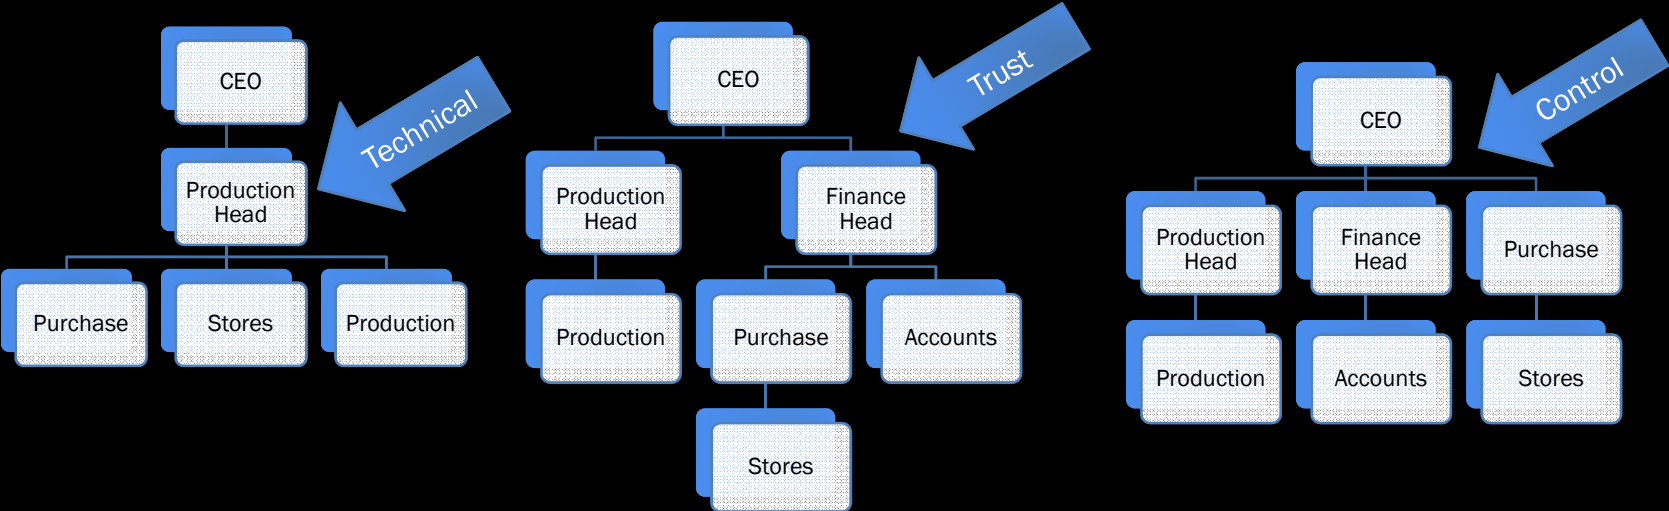 CEO
Technical
Production
Head
Purchase
Stores
Production
CEO
Trust
Production
Head
Finance
Head
Production
Purchase
Accounts
Stores
CEO
Control
Production
Head
Finance
Head
Purchase
Production
Accounts
Stores